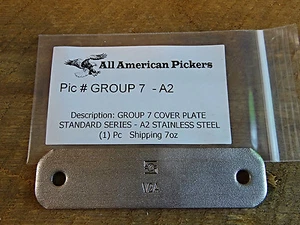 All American Pickers
Pic # GROUP 7 - A2
Description: GROUP 7 COVER PLATE
STANDARD SERIES - A2 STAINLESS STEEL
(1) Pc Shipping 7oz